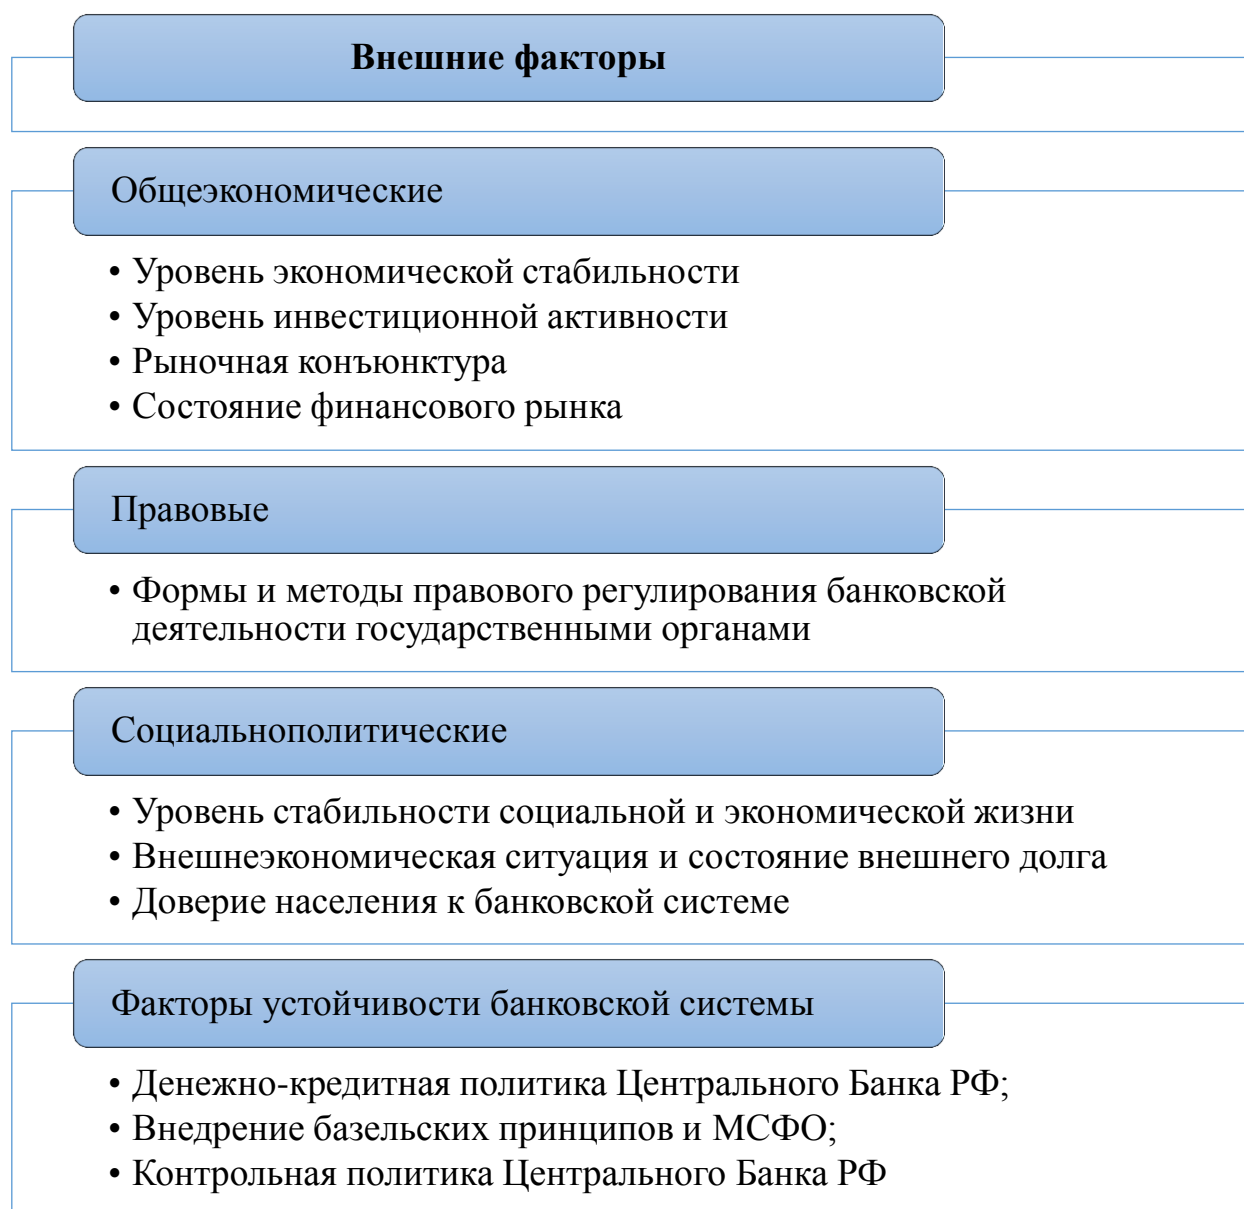 Внешние факторы
Общеэкономические
• Уровень экономической стабильности
• Уровень инвестиционной активности
• Рыночная конъюнктура
• Состояние финансового рынка
Правовые
• Формы и методы правового регулирования банковской
деятельности государственными органами
Социальнополитические
• Уровень стабильности социальной и экономической жизни
• Внешнеэкономическая ситуация и состояние внешнего долга
• Доверие населения к банковской системе
Факторы устойчивости банковской системы
• Денежно-кредитная политика Центрального Банка РФ;
• Внедрение базельских принципов и МСФО;
• Контрольная политика Центрального Банка РФ